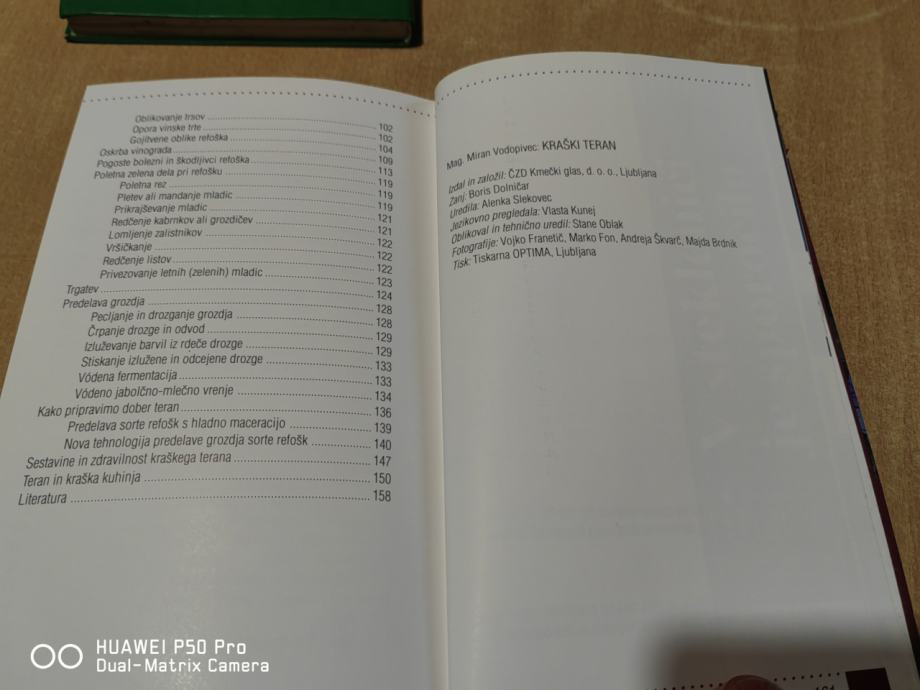 Oblikovanje trsov 102
Opora vinske trte 102
Gojitvene oblike refoška 104
Oskrba vinograda 109
Pogoste bolezni in škodljivci refoška 113
Poletna zelena dela pri refošku 119
Poletna rez 119
Pletev ali mandanje mladic 119
Prikrajševanje mladic 121
Redčenje kabrnkov ali grozdičev 121
Lomljenje zalistnikov 122
Vršičkanje 122
Redčenje listov 122
Privezovanje letnih (zelenih) mladic 123
Trgatev 124
Predelava grozdja 128
Pecljanje in drozganje grozdja 128
Črpanje drozge in odvod 129
Izluževanje barvil iz rdeče drozge 129
Stiskanje izlužene in odcejene drozge 133
Vódena fermentacija 133
Vódeno jabolčno-mlečno vrenje 134
Kako pripravimo dober teran 136
Predelava sorte refošk s hladno maceracijo 139
Nova tehnologija predelave grozdja sorte refošk 140
Sestavine in zdravilnost kraškega terana 147
Teran in kraška kuhinja 150
Literatura 158
Mag. Miran Vodopivec: KRAŠKI TERAN
Izdal in založil: ČZD Kmečki glas, d. o. o., Ljubljana
Zanj: Boris Dolničar
Uredila: Alenka Slekovec
Jezikovno pregledala: Vlasta Kunej
Oblikoval in tehnično uredil: Stane Oblak
Fotografije: Vojko Franetič, Marko Fon, Andreja Škvarč, Majda Brdnik
Tisk: Tiskarna OPTIMA, Ljubljana
HUAWEI P50 Pro
Dual-Matrix Camera